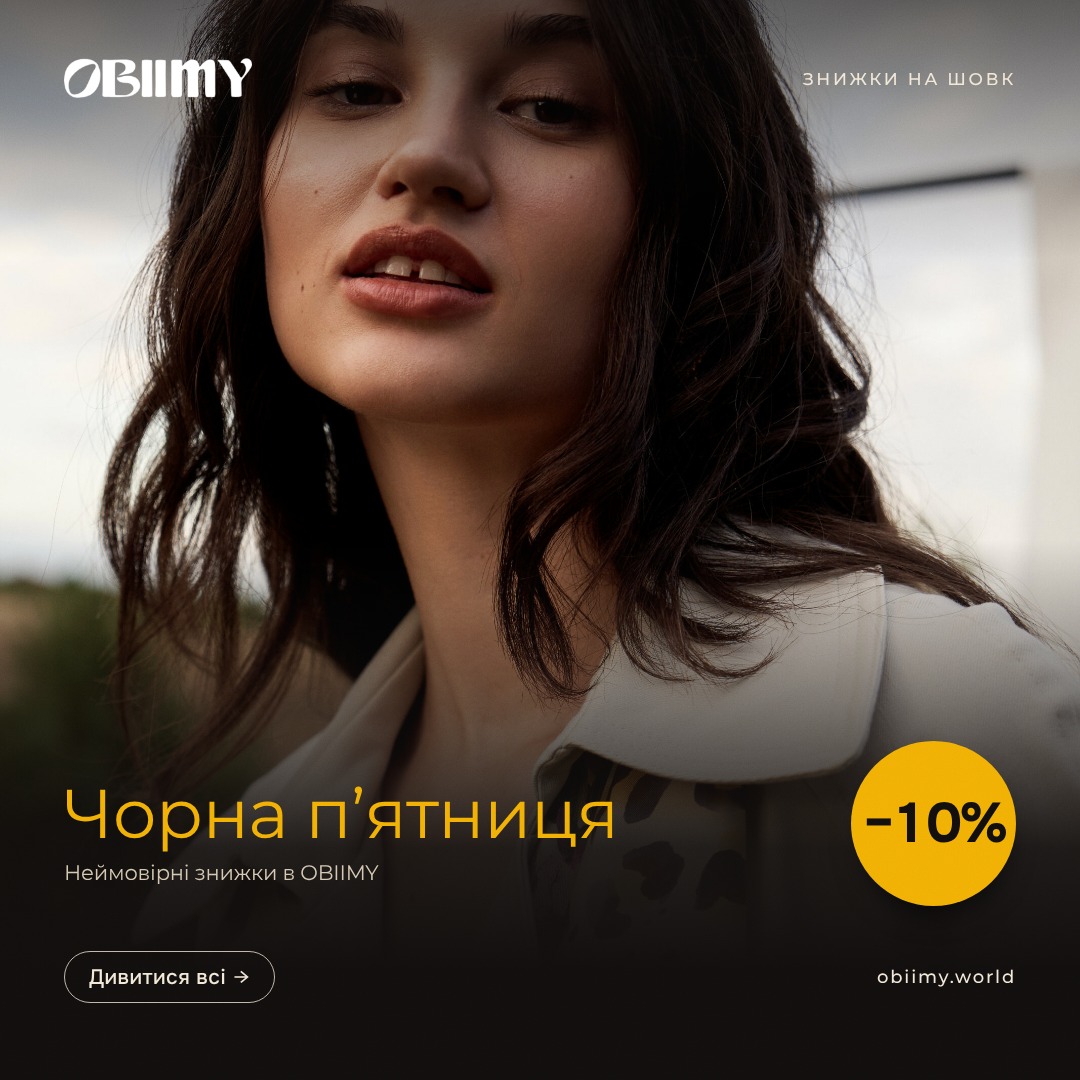 OBIIMY
ЗНИЖКИ НА ШОВК
Чорна п’ятниця
Неймовірні знижки в OBIIMY
-10%
Дивитися всі →
obiimy.world